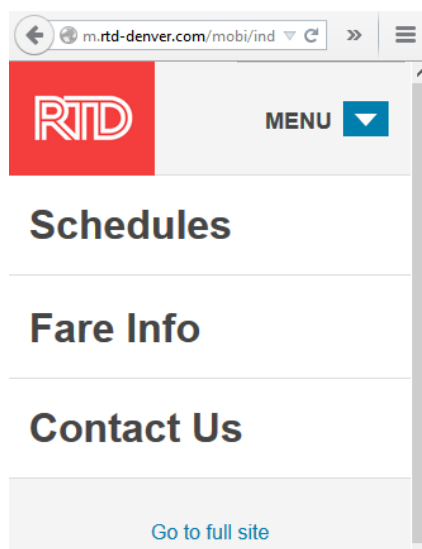 m.rtd-denver.com/mobi/ind
RTD
MENU
Schedules
Fare Info
Contact Us
Go to full site